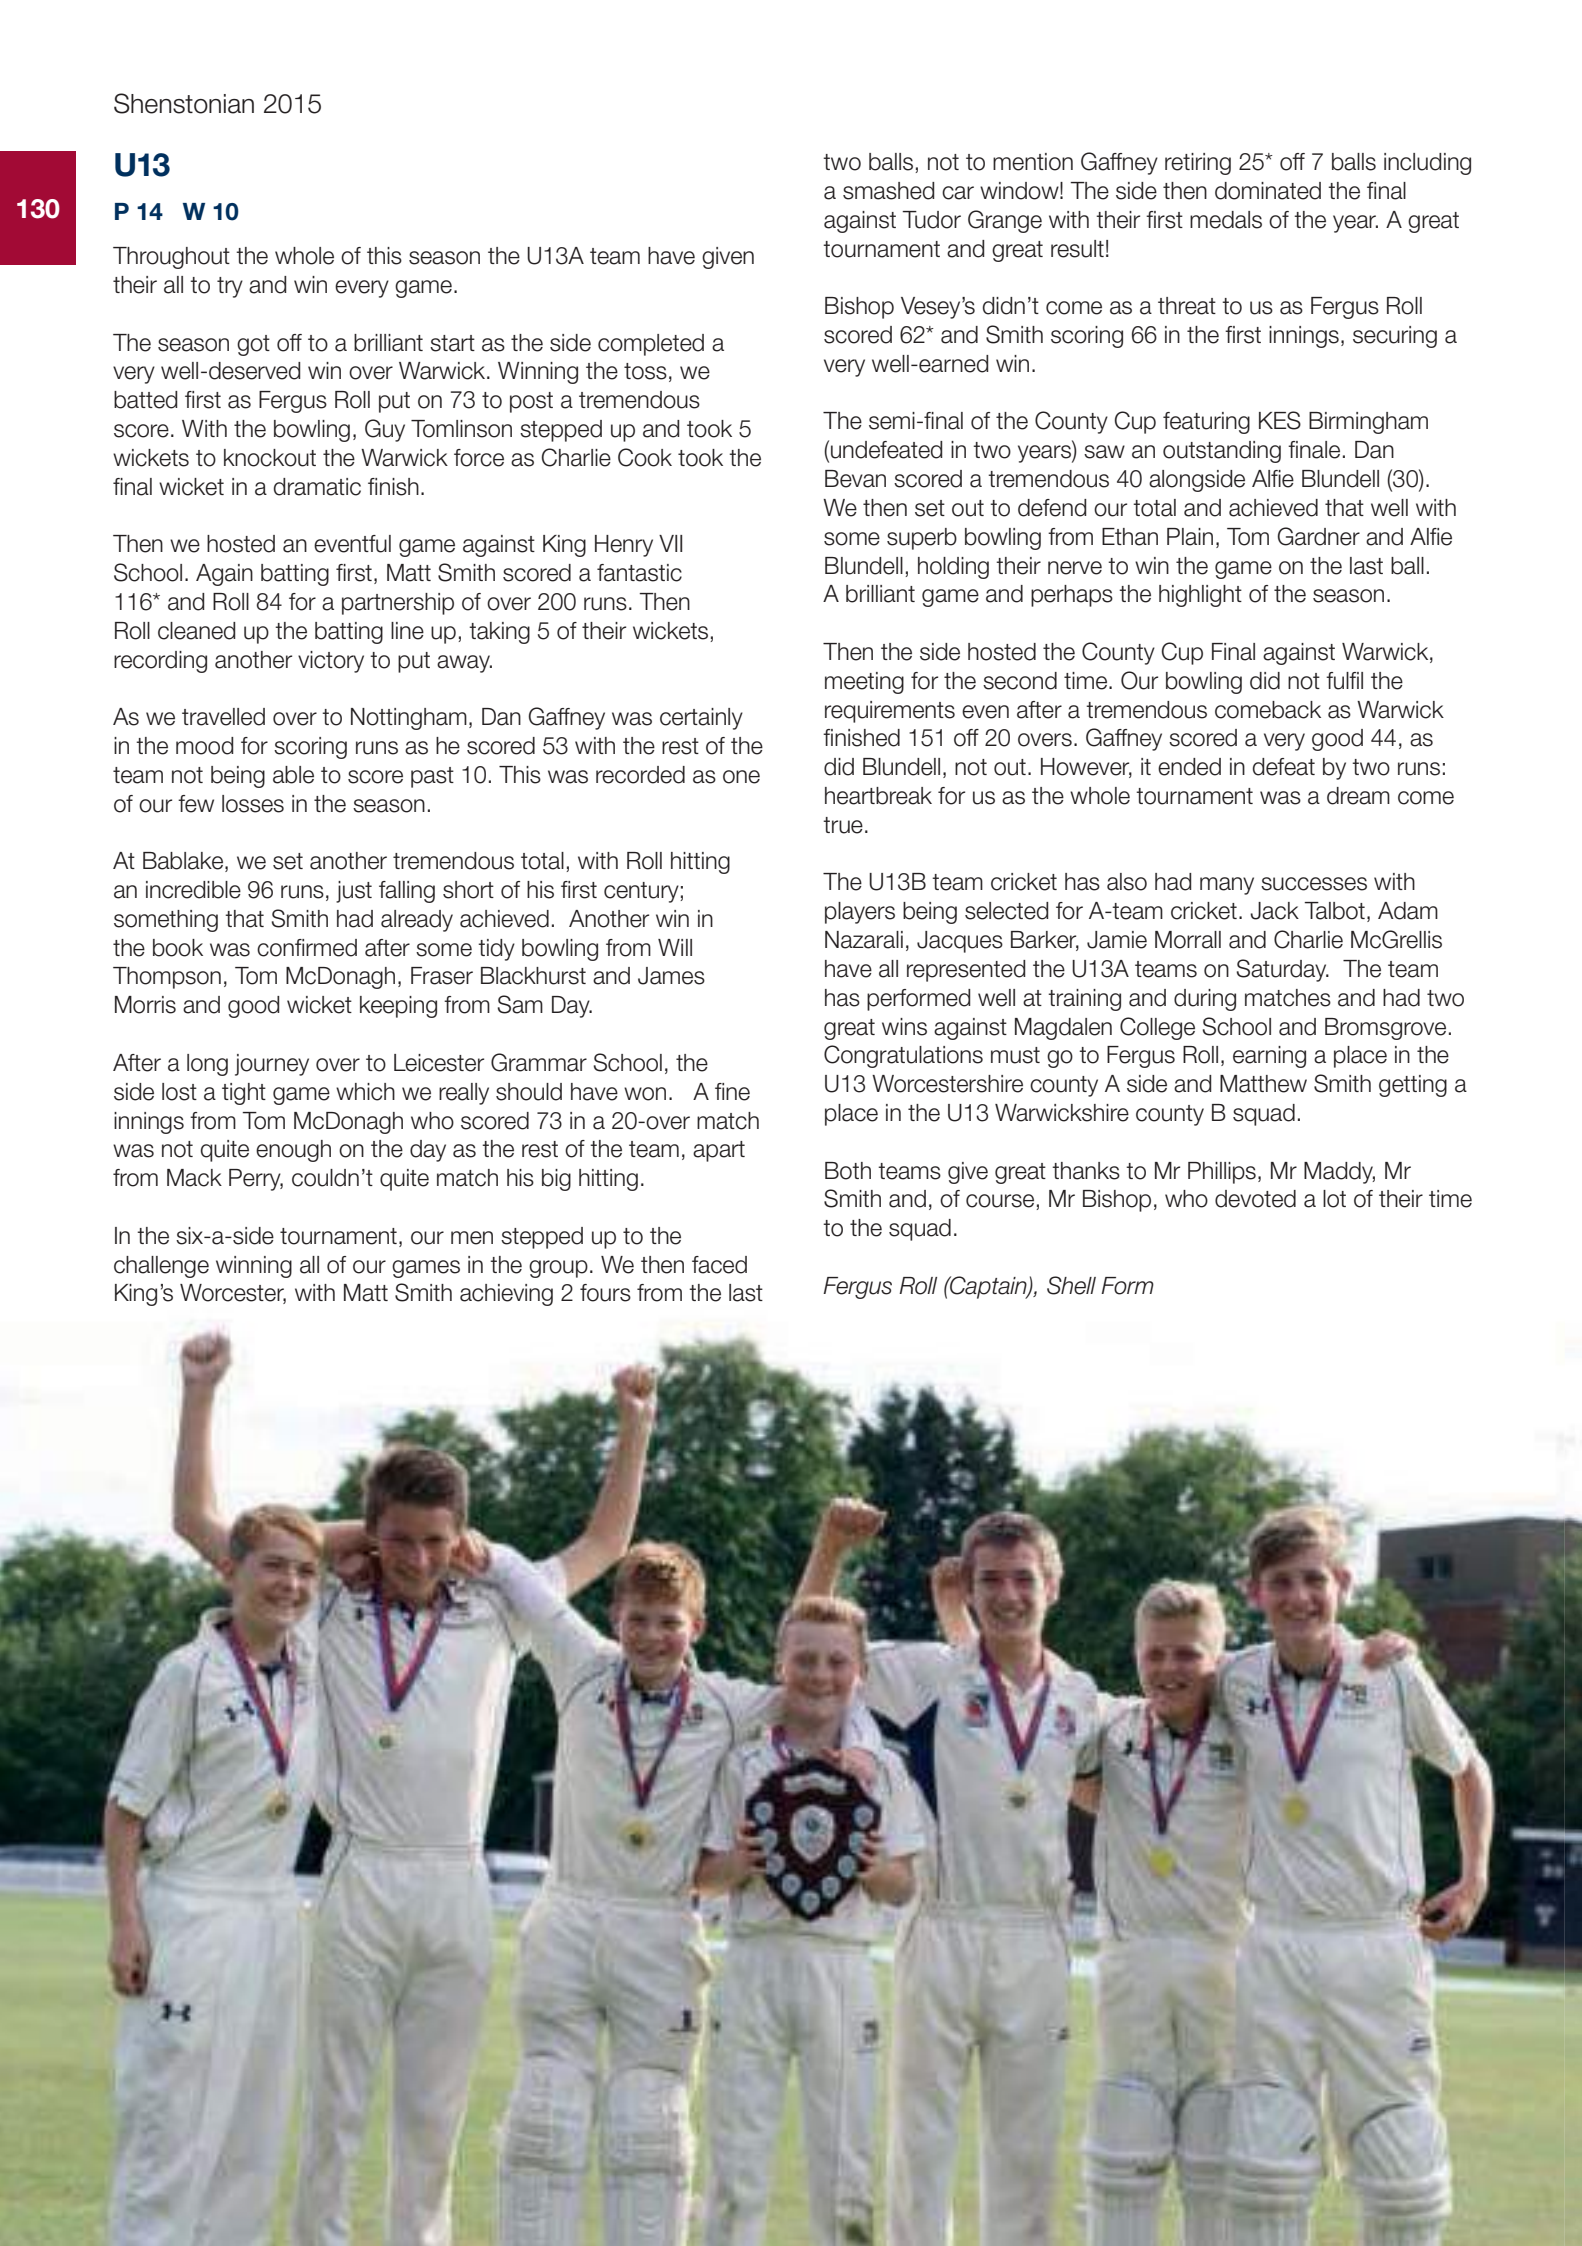 Shenstonian 2015
130
U13
P 14 W 10
Throughout the whole of this season the U13A team have given
their all to try and win every game.
The season got off to a brilliant start as the side completed a
very well-deserved win over Warwick. Winning the toss, we
batted first as Fergus Roll put on 73 to post a tremendous
score. With the bowling, Guy Tomlinson stepped up and took 5
wickets to knockout the Warwick force as Charlie Cook took the
final wicket in a dramatic finish.
Then we hosted an eventful game against King Henry VII
School. Again batting first, Matt Smith scored a fantastic
116* and Roll 84 for a partnership of over 200 runs. Then
Roll cleaned up the batting line up, taking 5 of their wickets,
recording another victory to put away.
As we travelled over to Nottingham, Dan Gaffney was certainly
in the mood for scoring runs as he scored 53 with the rest of the
team not being able to score past 10. This was recorded as one
of our few losses in the season.
At Bablake, we set another tremendous total, with Roll hitting
an incredible 96 runs, just falling short of his first century;
something that Smith had already achieved. Another win in
the book was confirmed after some tidy bowling from Will
Thompson, Tom McDonagh, Fraser Blackhurst and James
Morris and good wicket keeping from Sam Day.
After a long journey over to Leicester Grammar School, the
side lost a tight game which we really should have won. A fine
innings from Tom McDonagh who scored 73 in a 20-over match
was not quite enough on the day as the rest of the team, apart
from Mack Perry, couldn't quite match his big hitting.
In the six-a-side tournament, our men stepped up to the
challenge winning all of our games in the group. We then faced
King's Worcester, with Matt Smith achieving 2 fours from the last
two balls, not to mention Gaffney retiring 25* off 7 balls including
a smashed car window! The side then dominated the final
against Tudor Grange with their first medals of the year. A great
tournament and great result!
Bishop Vesey's didn't come as a threat to us as Fergus Roll
scored 62* and Smith scoring 66 in the first innings, securing a
very well-earned win.
The semi-final of the County Cup featuring KES Birmingham
(undefeated in two years) saw an outstanding finale. Dan
Bevan scored a tremendous 40 alongside Alfie Blundell (30).
We then set out to defend our total and achieved that well with
some superb bowling from Ethan Plain, Tom Gardner and Alfie
Blundell, holding their nerve to win the game on the last ball.
A brilliant game and perhaps the highlight of the season.
Then the side hosted the County Cup Final against Warwick,
meeting for the second time. Our bowling did not fulfil the
requirements even after a tremendous comeback as Warwick
finished 151 off 20 overs. Gaffney scored a very good 44, as
did Blundell, not out. However, it ended in defeat by two runs:
heartbreak for us as the whole tournament was a dream come
true.
The U13B team cricket has also had many successes with
players being selected for A-team cricket. Jack Talbot, Adam
Nazarali, Jacques Barker, Jamie Morrall and Charlie McGrellis
have all represented the U13A teams on Saturday. The team
has performed well at training and during matches and had two
great wins against Magdalen College School and Bromsgrove.
Congratulations must go to Fergus Roll, earning a place in the
U13 Worcestershire county A side and Matthew Smith getting a
place in the U13 Warwickshire county B squad.
Both teams give great thanks to Mr Phillips, Mr Maddy, Mr
Smith and, of course, Mr Bishop, who devoted a lot of their time
to the squad.
Fergus Roll (Captain), Shell Form